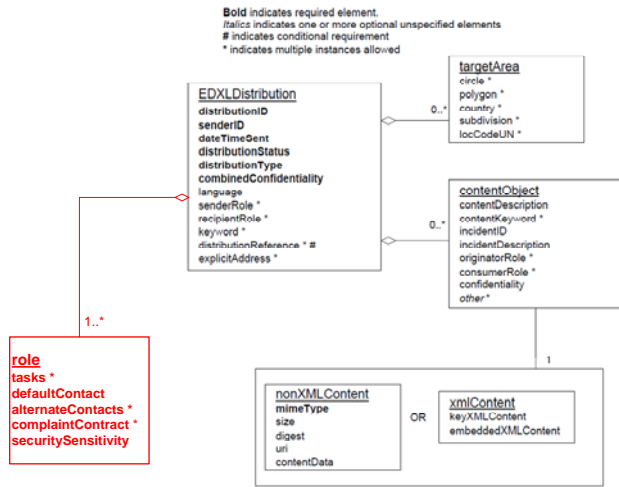 Bold indicates required element.
Italics indicates one or more optional unspecified elements
# indicates conditional requirement
* indicates multiple instances allowed
EDXLDistribution
distributionID
senderID
dateTimeSent
distributionStatus
distributionType
combinedConfidentiality
language
senderRole *
recipientRole *
keyword *
distributionReference * #
explicitAddress *
0..*
targetArea
circle *
polygon *
country *
subdivision *
locCodeUN *
0..*
contentObject
contentDescription
contentKeyword *
incidentID
incidentDescription
originatorRole *
consumerRole *
confidentiality
other *
1..*
role
tasks *
defaultContact
alternateContacts *
complaintContract *
securitySensitivity
1
nonXMLContent
mimeType
size
digest
uri
contentData
OR
xmlContent
keyXMLContent
embeddedXMLContent